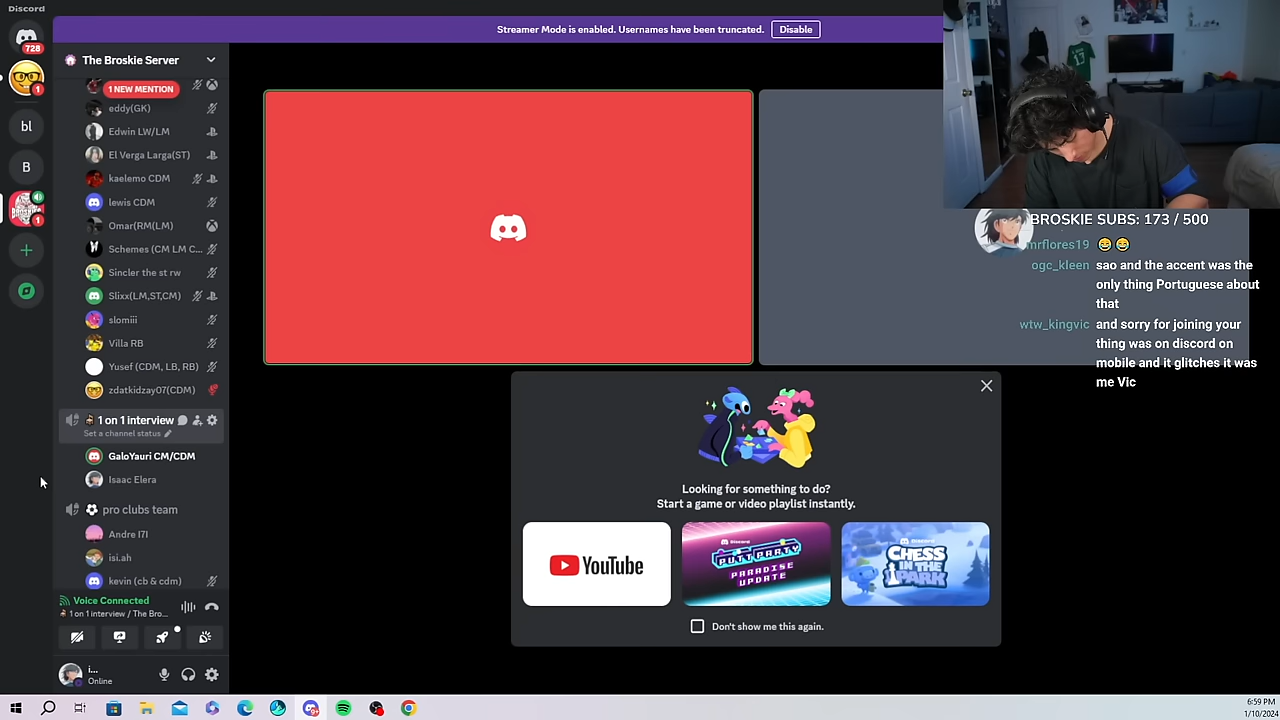 Discord
Streamer Mode is enabled. Usernames have been truncated.
Disable
728
1
bl
B
1
The Broskie Server
1 NEW MENTION
eddy(GK)
Edwin LW/LM
El Verga Larga(ST)
kaelemo CDM
lewis CDM
Omar(RM(LM)
Schemes (CM LM C...
Sincler the st rw
Slixx(LM,ST,CM)
slomiii
Villa RB
Yusef (CDM, LB, RB)
zdatkidzay07(CDM)
1 on 1 interview
Set a channel status
GaloYauri CM/CDM
Isaac Elera
pro clubs team
Andre I7I
isi.ah
kevin (cb & cdm)
Voice Connected
1 on 1 interview / The Bro...
i...
Online
17
BROSKIE SUBS: 173 / 500
mrflores19 😂😂
ogc_kleen sao and the accent was the
only thing Portuguese about
that
wtw_kingvic and sorry for joining your
thing was on discord on
mobile and it glitches it was
me Vic
Looking for something to do?
Start a game or video playlist instantly.
YouTube
Discord
PUTT PARTY
PARADISE
UPDATE
Discord
CHESS
IN THE
PARK
Don't show me this again.
6:59 PM
1/10/2024